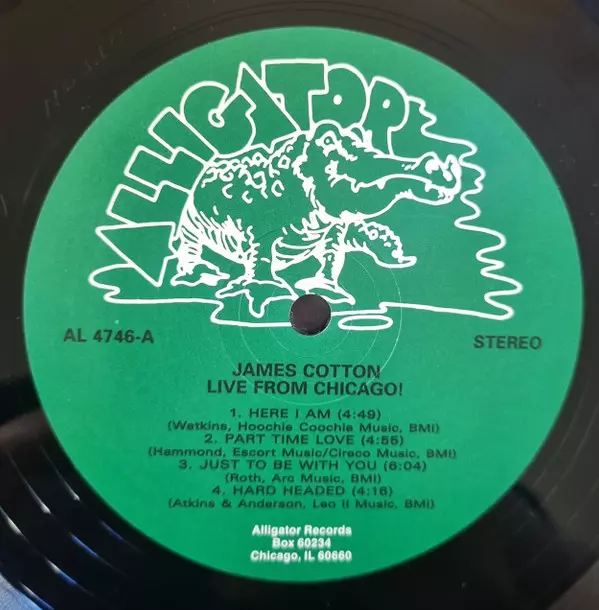 ALLIGATOR
AL 4746-A
STEREO
JAMES COTTON
LIVE FROM CHICAGO!
1. HERE I AM (4:49)
(Watkins, Hoochie Coochie Music, BMI)
2. PART TIME LOVE (4:55)
(Hammond, Escort Music/Cireco Music, BMI)
3. JUST TO BE WITH YOU (6:04)
(Roth, Arc Music, BMI)
4. HARD HEADED (4:16)
(Atkins & Anderson, Leo II Music, BMI)
Alligator Records
Box 60234
Chicago, IL 60660